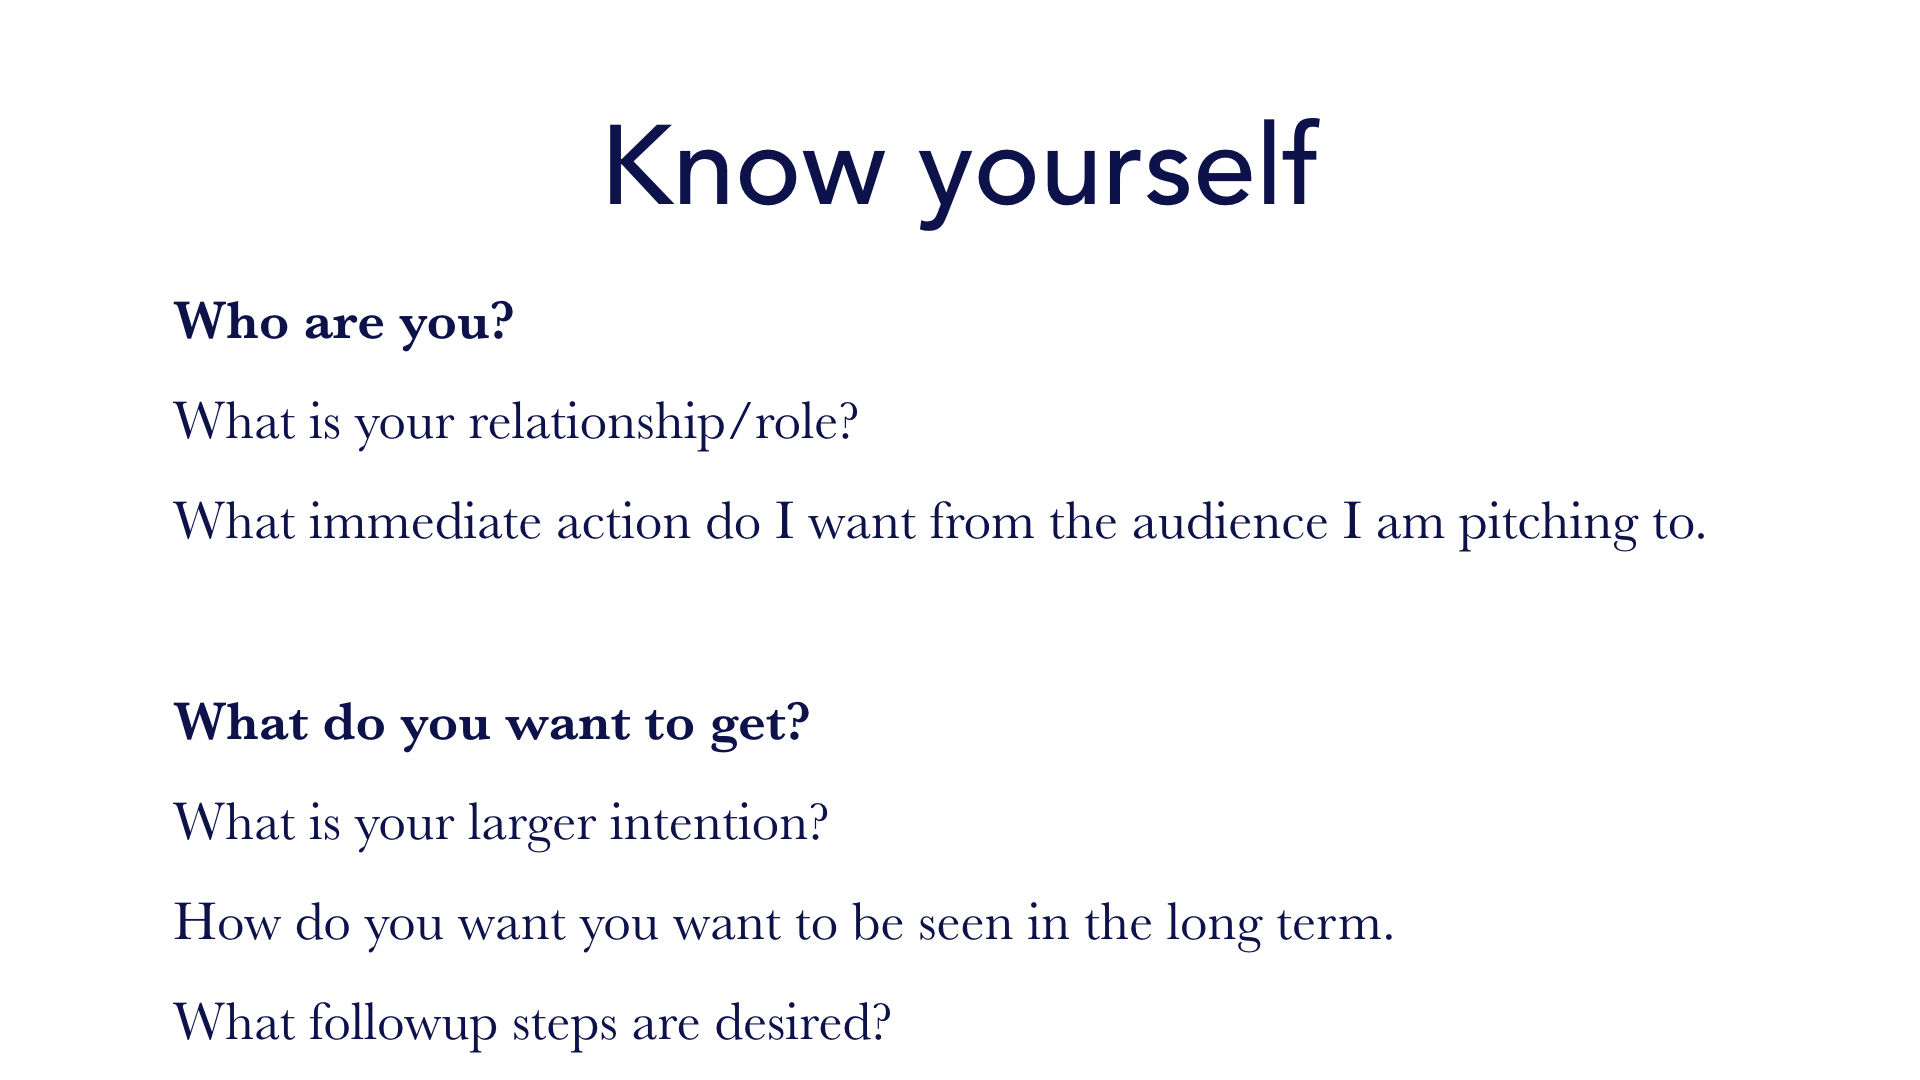 Know yourself
Who are you?
What is your relationship/role?
What immediate action do I want from the audience I am pitching to.
What do you want to get?
What is your larger intention?
How do you want you want to be seen in the long term.
What followup steps are desired?